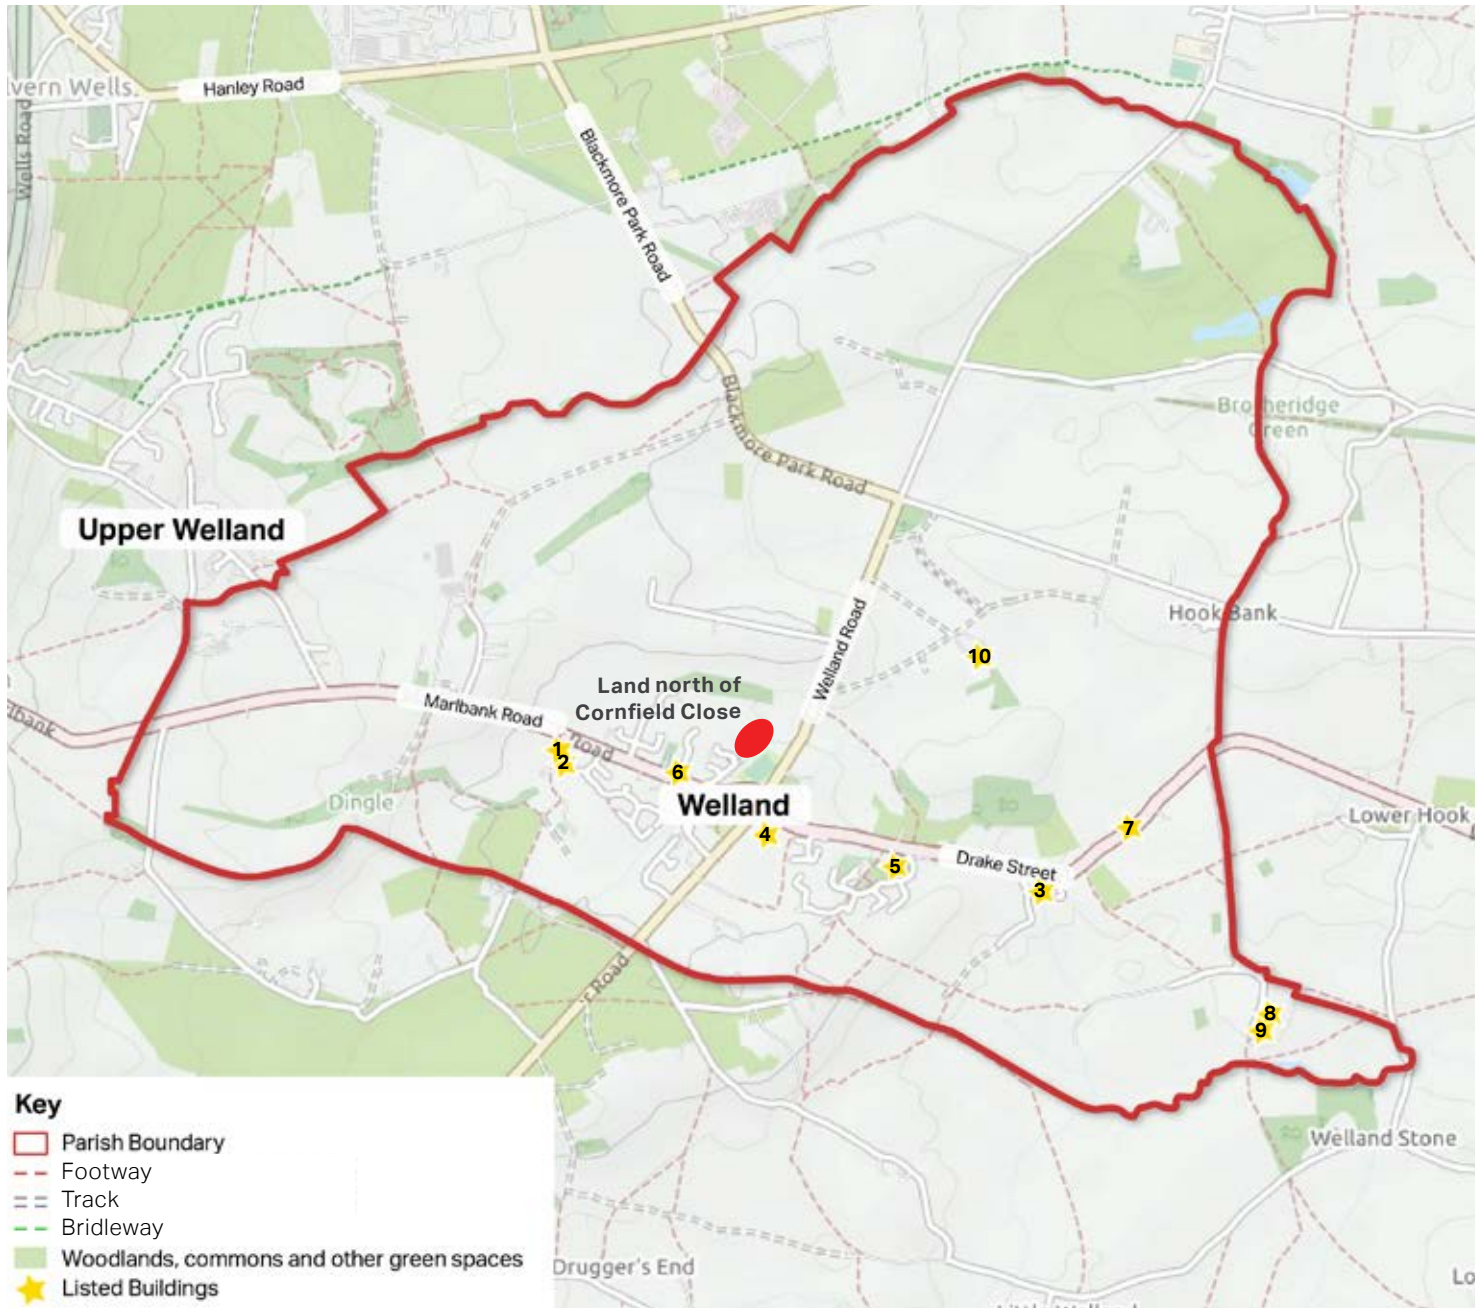 lvern Wells
Hanley Road
Wells Road
Blackmore Park Road
Blackmore Park Road
Brotheridge
Green
Upper Welland
Hook Bank
Welland Road
10
Land north of
Cornfield Close
Marlbank Road
Road
lbank
1
2
6
Dingle
Welland
4
7
Lower Hook
Drake Street
5
3
r Road
8
9
Welland Stone
Key
Parish Boundary
Footway
Track
Bridleway
Woodlands, commons and other green spaces
Listed Buildings
Drugger's End
Lo